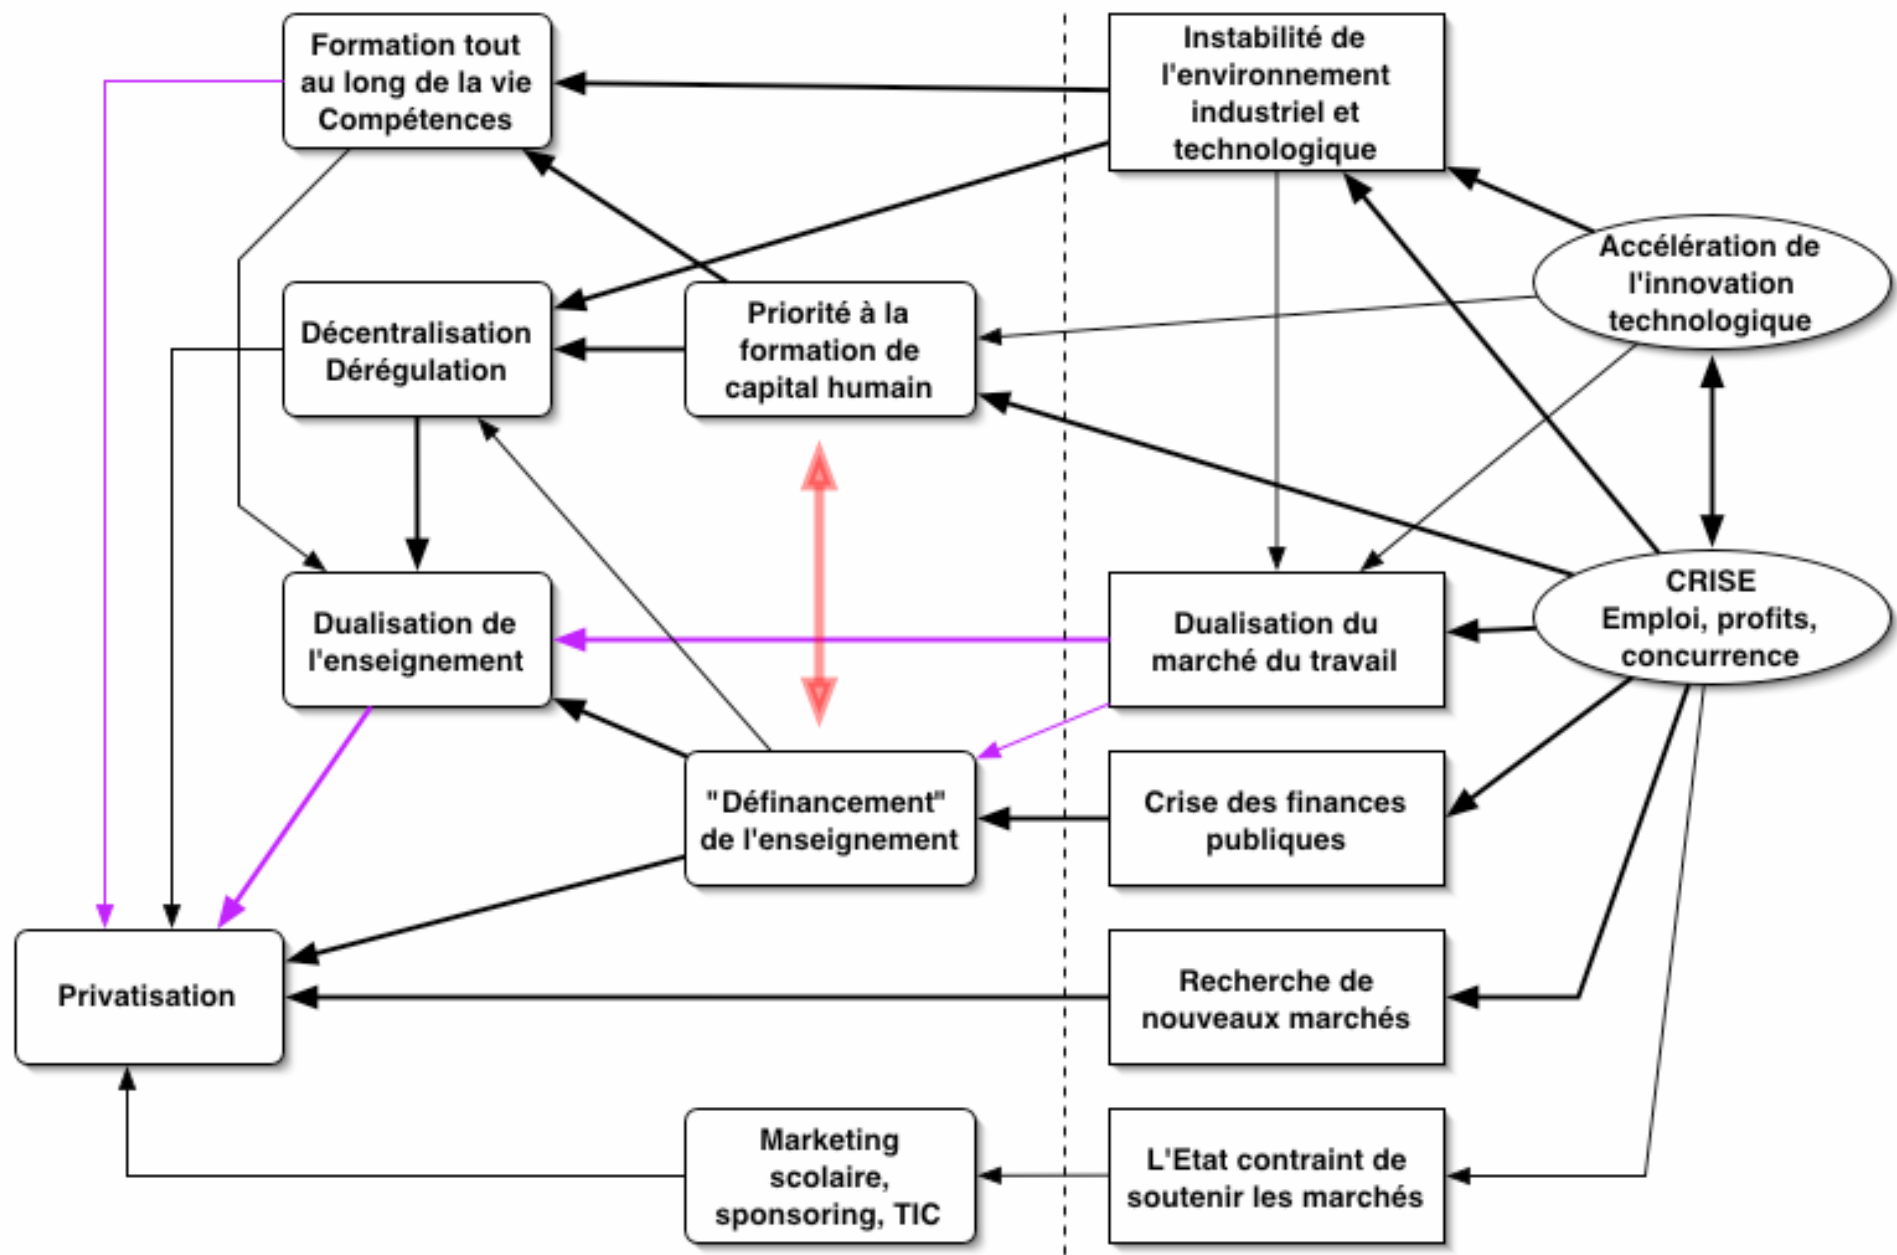 Formation tout
au long de la vie
Compétences
Instabilité de
l'environnement
industriel et
technologique
Accélération de
l'innovation
technologique
Décentralisation
Dérégulation
Priorité à la
formation de
capital humain
Dualisation de
l'enseignement
Dualisation du
marché du travail
CRISE
Emploi, profits,
concurrence
"Définancement"
de l'enseignement
Crise des finances
publiques
Privatisation
Recherche de
nouveaux marchés
Marketing
scolaire,
sponsoring, TIC
L'Etat contraint de
soutenir les marchés